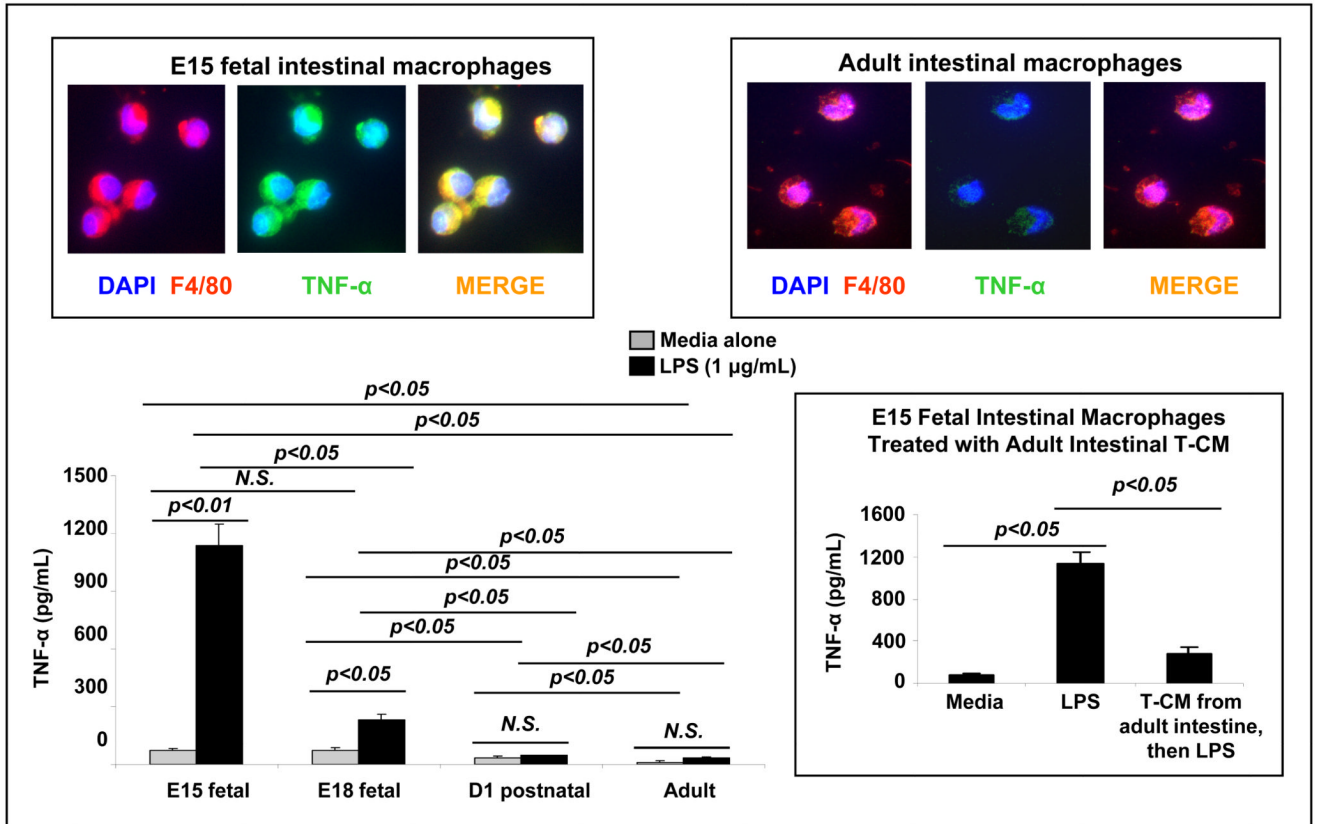 E15 fetal intestinal macrophages
DAPI F4/80 TNF-α MERGE
Adult intestinal macrophages
DAPI F4/80 TNF-α MERGE
Media alone
LPS (1 µg/mL)
p<0.05
p<0.05
p<0.05
N.S.
p<0.01
p<0.05
p<0.05
p<0.05
p<0.05
p<0.05
p<0.05
p<0.05
N.S.
N.S.
TNF-α (pg/mL)
1500
1200
900
600
300
0
E15 fetal
E18 fetal
D1 postnatal
Adult
E15 Fetal Intestinal Macrophages
Treated with Adult Intestinal T-CM
p<0.05
p<0.05
TNF-α (pg/mL)
1600
1200
800
400
0
Media
LPS
T-CM from
adult intestine,
then LPS